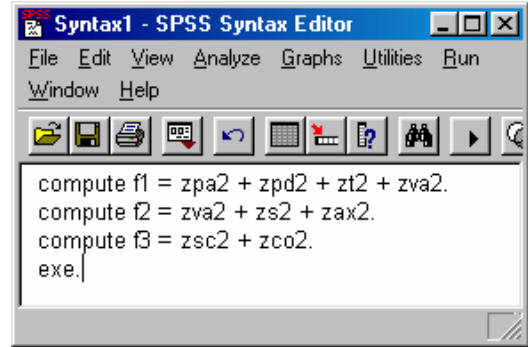 Syntax1 - SPSS Syntax Editor
File Edit View Analyze Graphs Utilities Run
Window Help
compute f1 = zpa2 + zpd2 + zt2 + zva2.
compute f2 = zva2 + zs2 + zax2.
compute f3 = zsc2 + zco2.
exe.